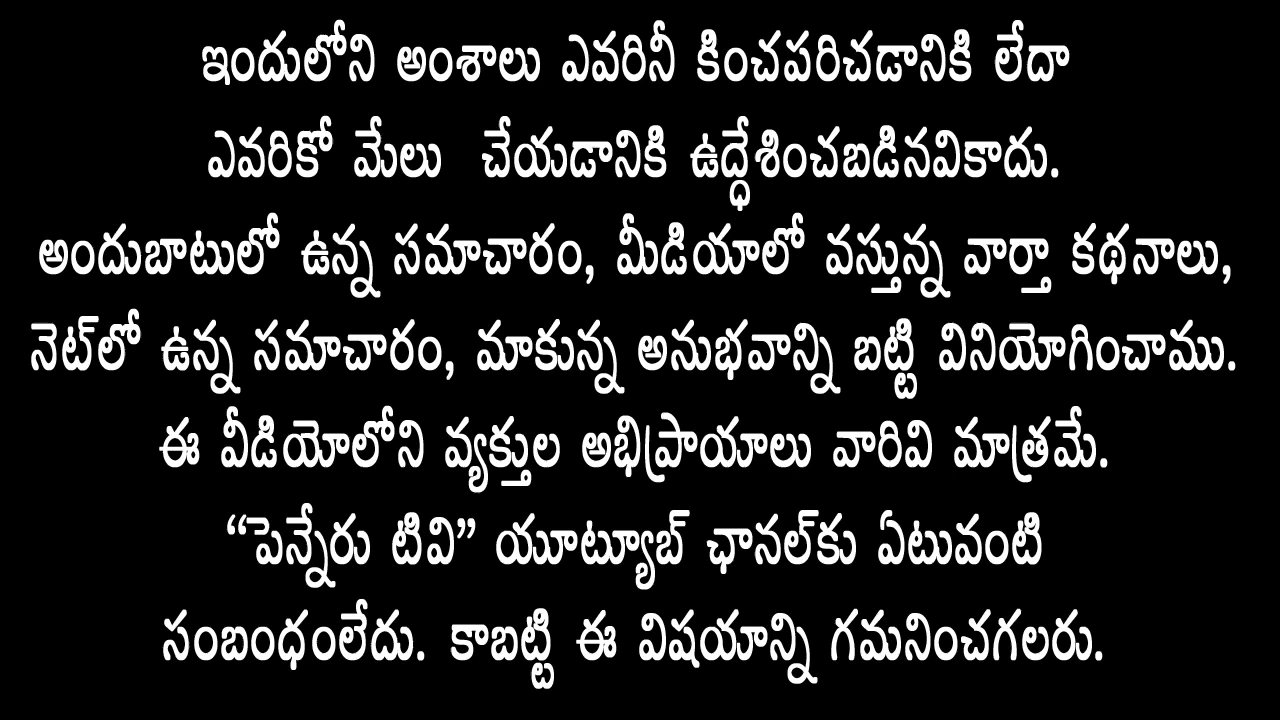 ఇందులోని అంశాలు ఎవరినీ కించపరిచడానికి లేదా
ఎవరికో మేలు చేయడానికి ఉద్ధేశించబడినవికాదు.
అందుబాటులో ఉన్న సమాచారం, మీడియాలో వస్తున్న వార్తా కథనాలు,
నెట్‌లో ఉన్న సమాచారం, మాకున్న అనుభవాన్ని బట్టి వినియోగించాము.
ఈ వీడియోలోని వ్యక్తుల అభిప్రాయాలు వారివి మాత్రమే.
“పెన్నేరు టివి” యూట్యూబ్ ఛానల్‌కు ఏటువంటి
సంబంధంలేదు. కాబట్టి ఈ విషయాన్ని గమనించగలరు.